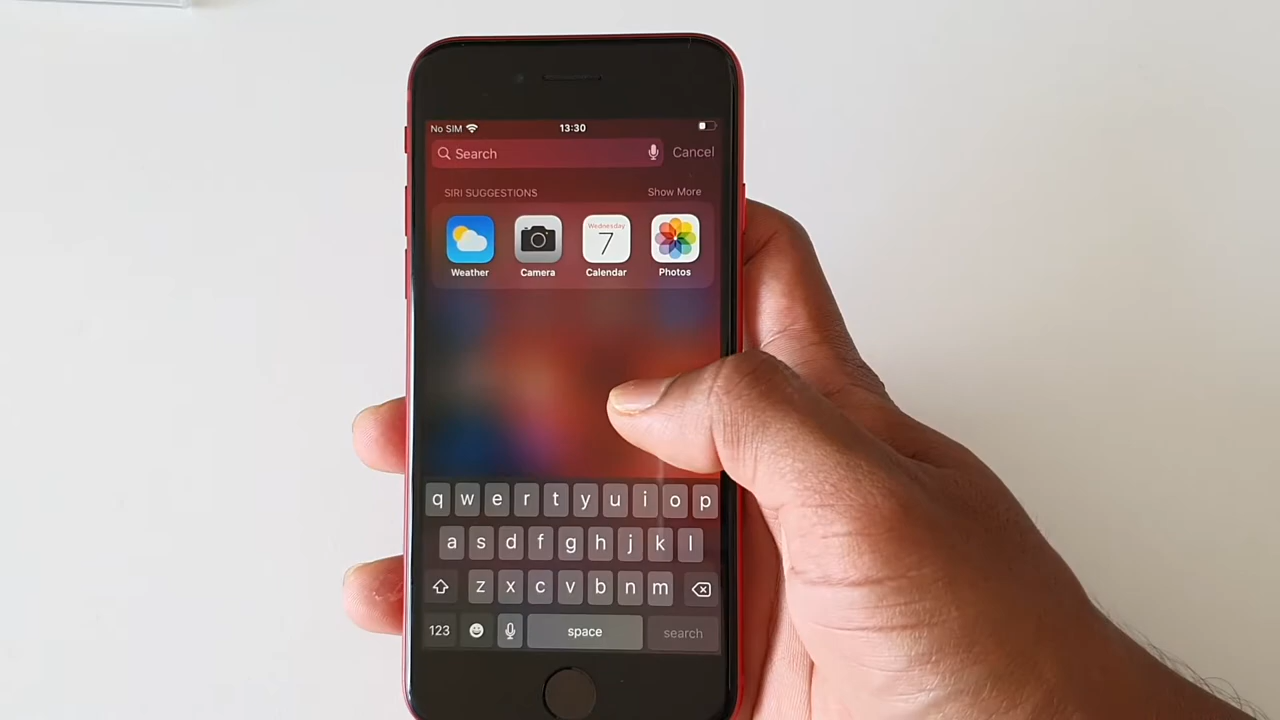 No SIM 13:30
Search Cancel
SIRI SUGGESTIONS Show More
Wednesday
7
Weather Camera Calendar Photos
q w e r t y u i o p
a s d f g h j k l
z x c v b n m
123 space search